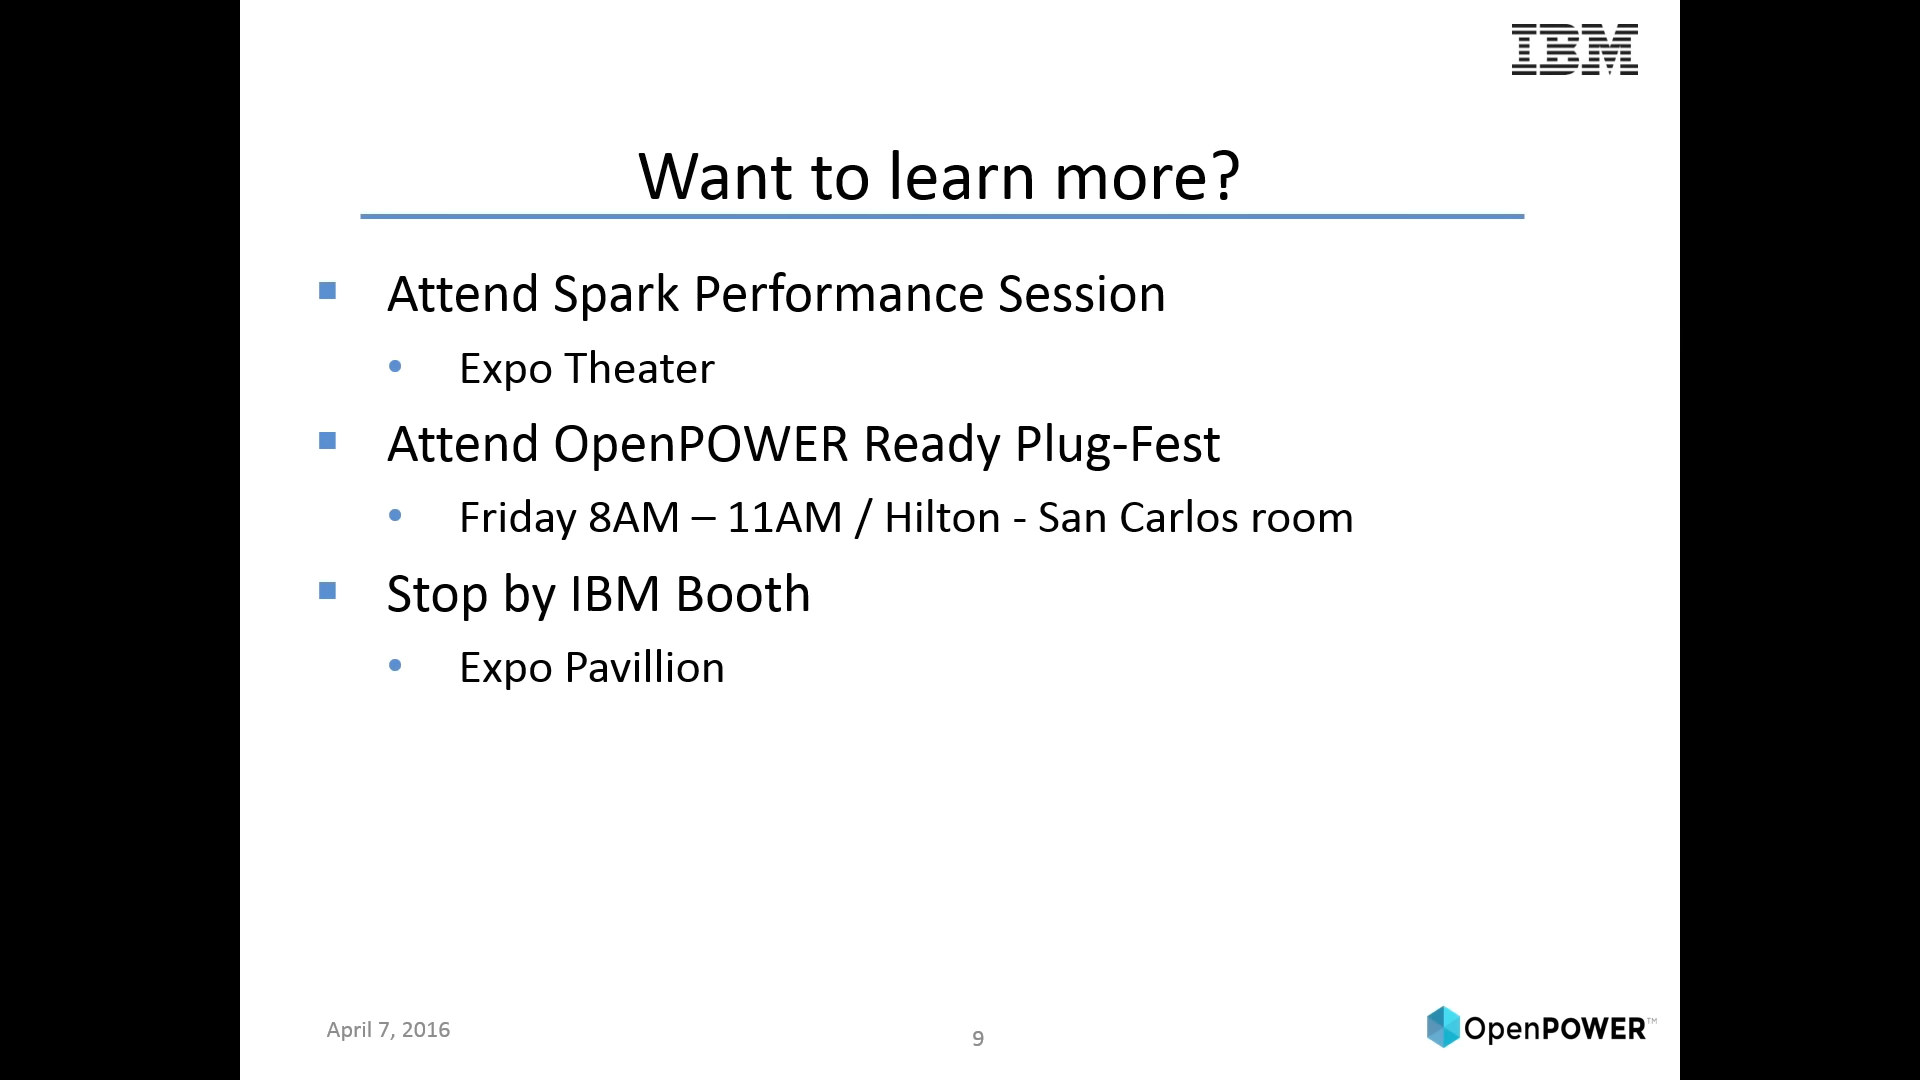 IBM
Want to learn more?
Attend Spark Performance Session
Expo Theater
Attend OpenPOWER Ready Plug-Fest
Friday 8AM – 11AM / Hilton - San Carlos room
Stop by IBM Booth
Expo Pavillion
April 7, 2016
9
OpenPOWER™